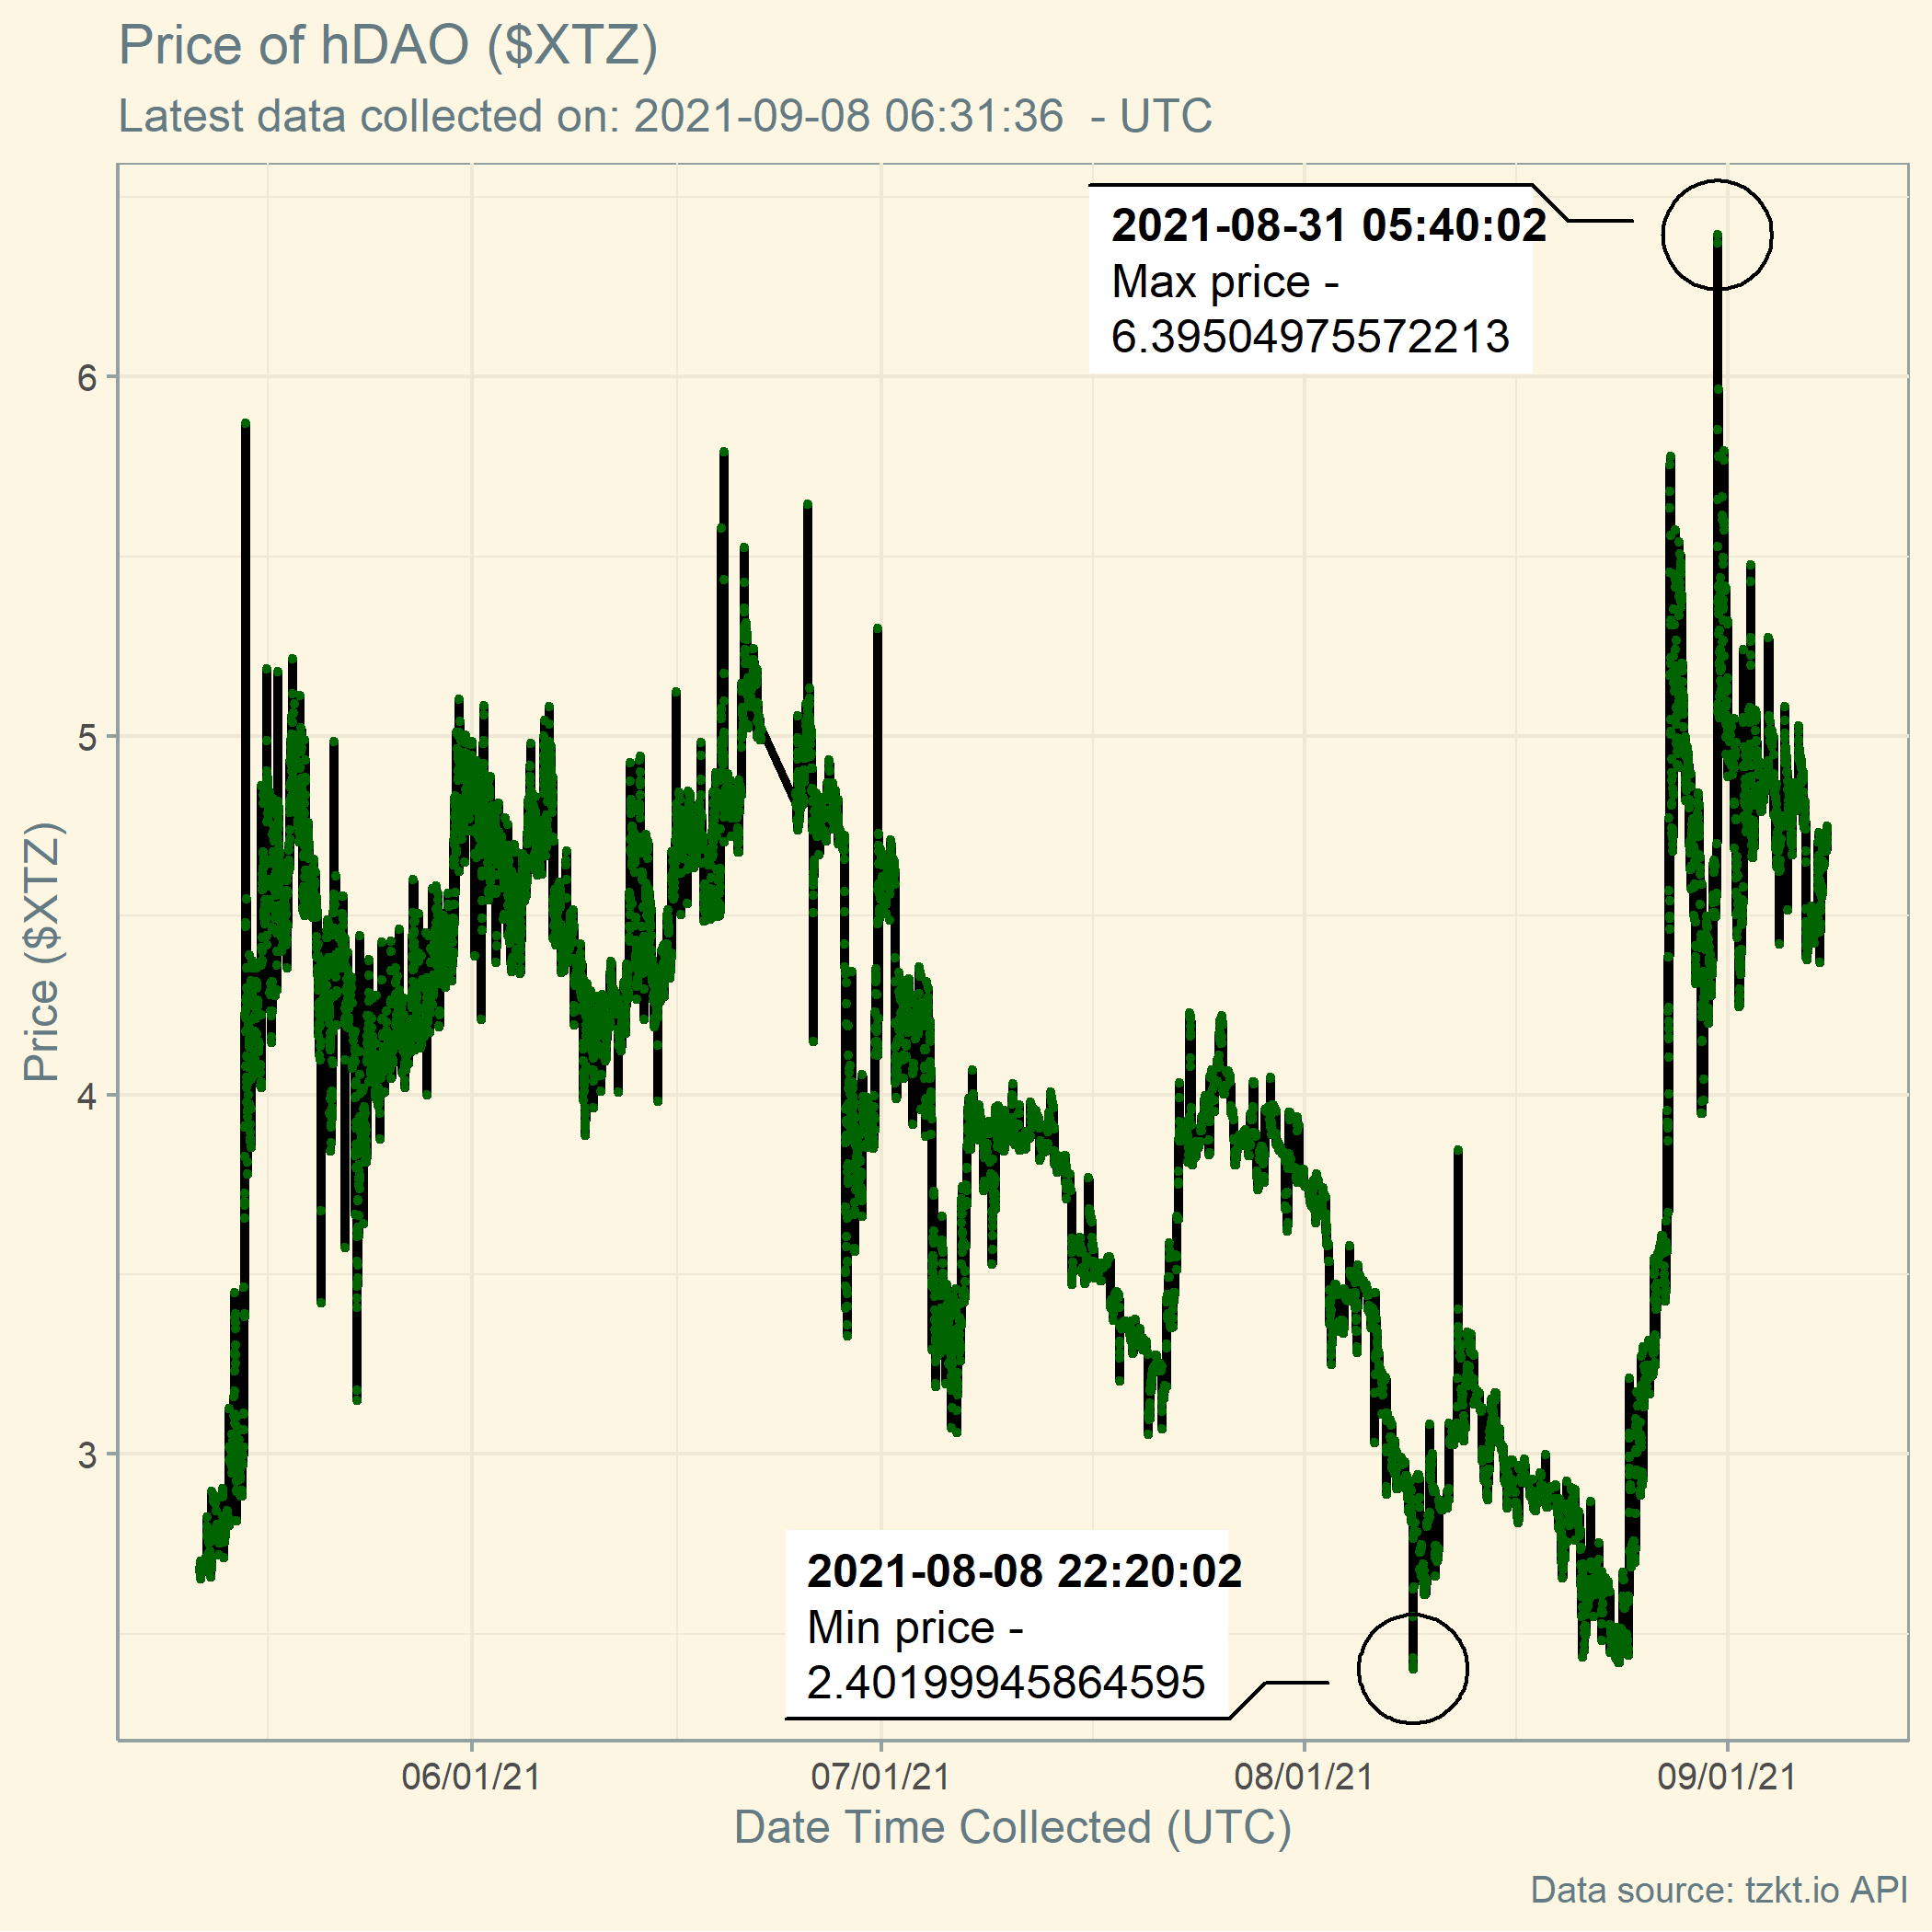 Price of hDAO ($XTZ)
Latest data collected on: 2021-09-08 06:31:36  - UTC
2021-08-31 05:40:02
Max price -
6.39504975572213
6
5
4
3
Price ($XTZ)
2021-08-08 22:20:02
Min price -
2.40199945864595
06/01/21 07/01/21 08/01/21 09/01/21
Date Time Collected (UTC)
Data source: tzkt.io API